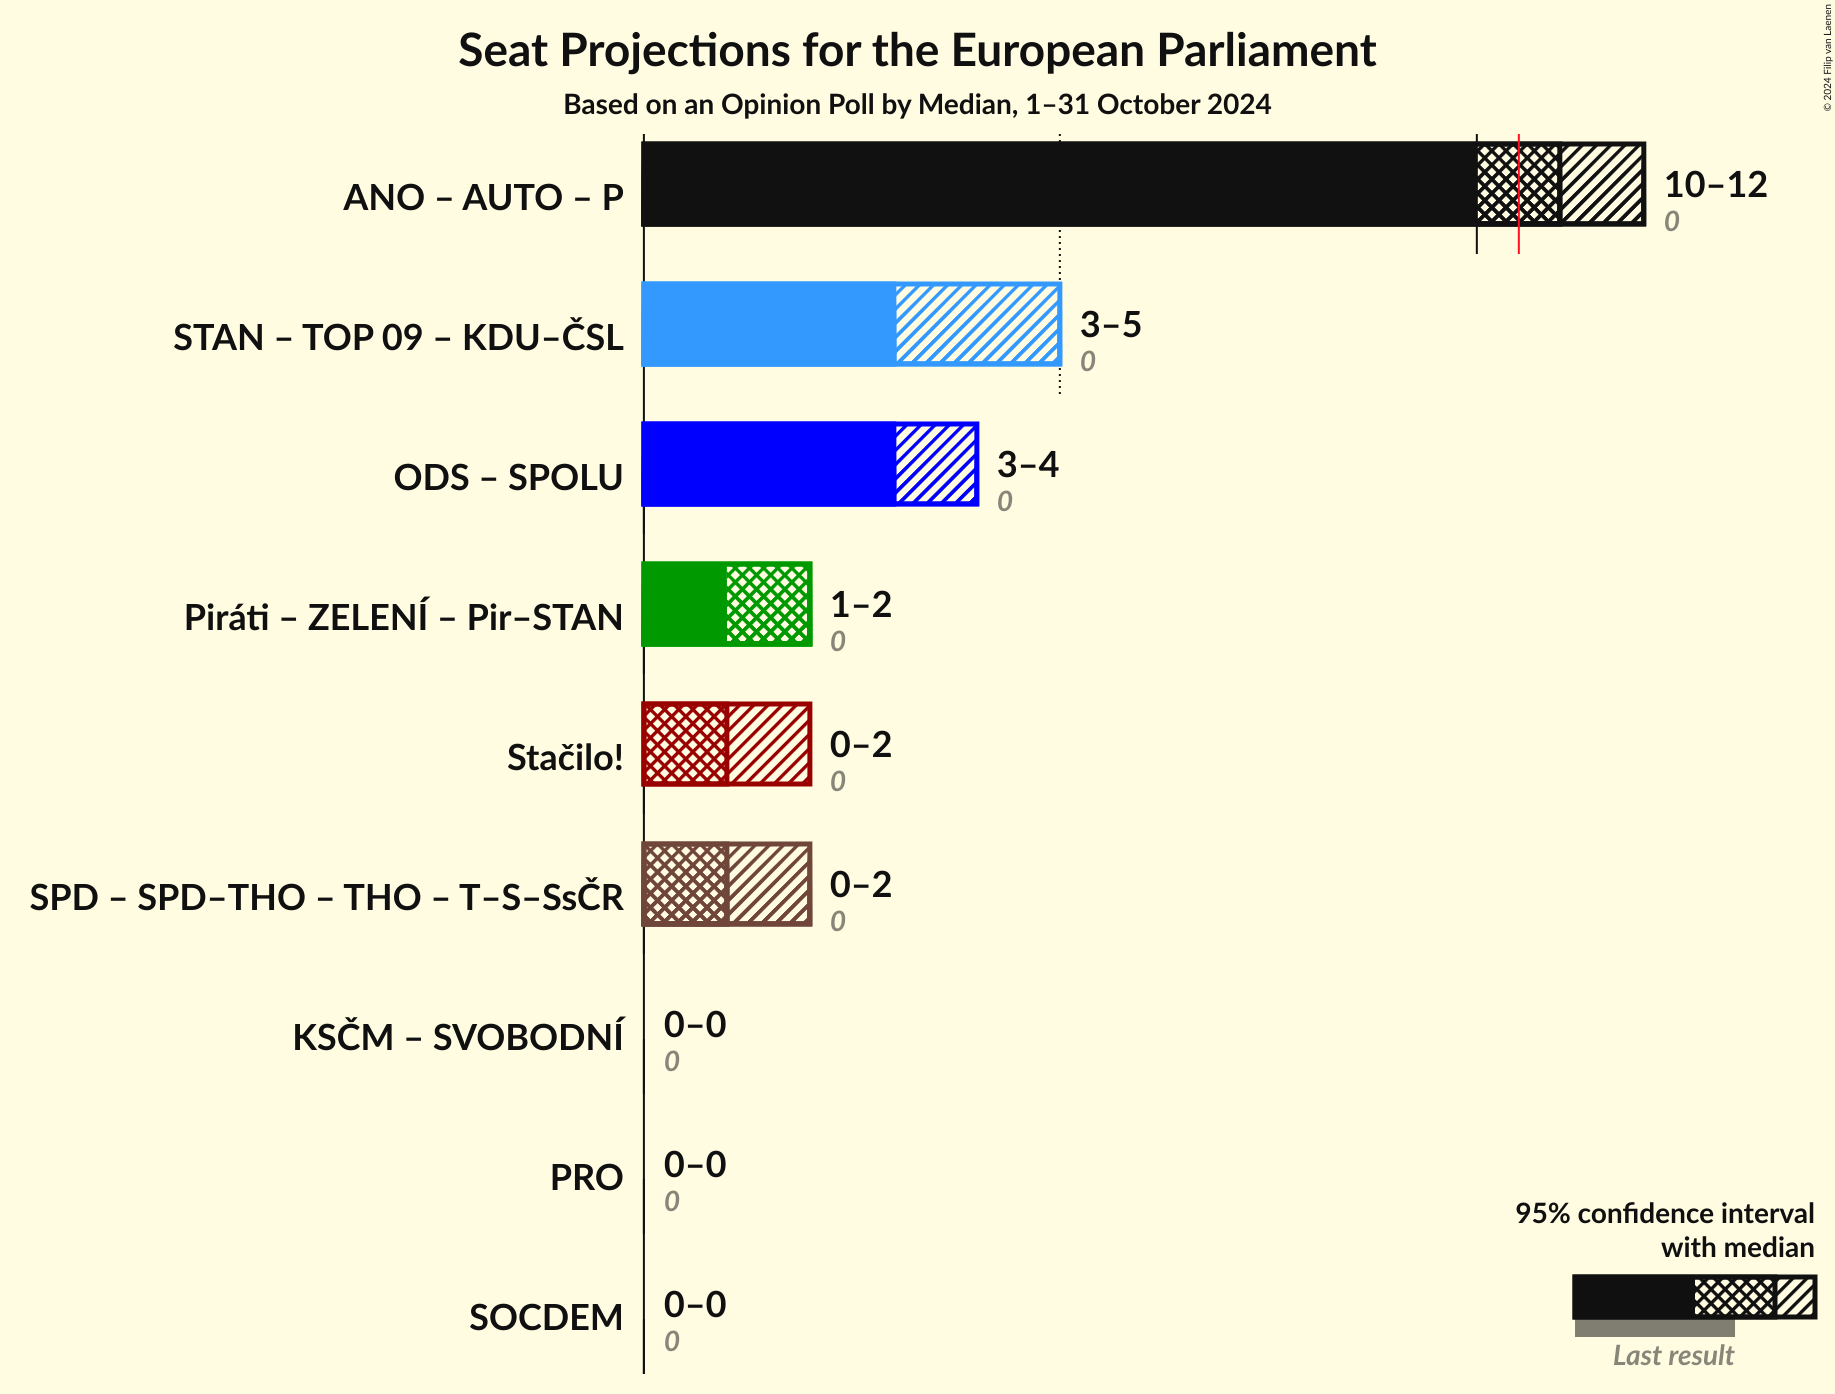 Seat Projections for the European Parliament
Based on an Opinion Poll by Median, 1–31 October 2024
© 2024 Filip van Laenen
ANO – AUTO – P
10–12
0
STAN – TOP 09 – KDU–ČSL
3–5
0
ODS – SPOLU
3–4
0
Piráti – ZELENÍ – Pir–STAN
1–2
0
Stačilo!
0–2
0
SPD – SPD–THO – THO – T–S–SsČR
0–2
0
KSČM – SVOBODNÍ
0–0
0
PRO
0–0
0
SOCDEM
0–0
0
95% confidence interval
with median
Last result